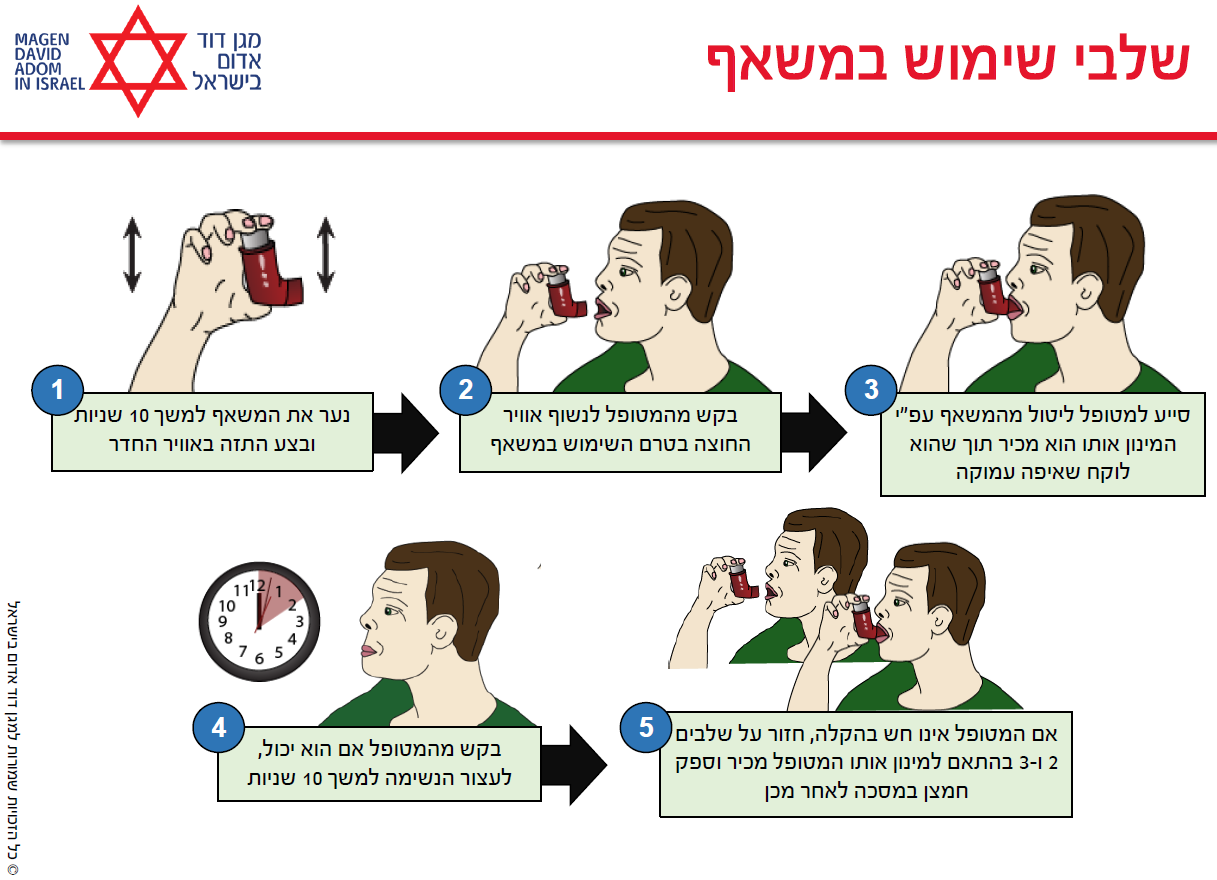 שלבי שימוש במשאף
MAGEN
DAVID
ADOM
IN ISRAEL
מגן דוד
אדום
בישראל
1
נער את המשאף למשך 10 שניות
ובצע התזה באוויר החדר
2
בקש מהמטופל לנשוף אוויר
החוצה בטרם השימוש במשאף
3
סייע למטופל ליטול מהמשאף עפ"י
המינון אותו הוא מכיר תוך שהוא
לוקח שאיפה עמוקה
12
1
2
3
4
5
6
7
8
9
10
11
4
בקש מהמטופל אם הוא יכול,
לעצור הנשימה למשך 10 שניות
5
אם המטופל אינו חש בהקלה, חזור על שלבים
2 ו-3 בהתאם למינון אותו המטופל מכיר וספק
חמצן במסכה לאחר מכן
© כל הזכויות שמורות למגן דוד אדום בישראל